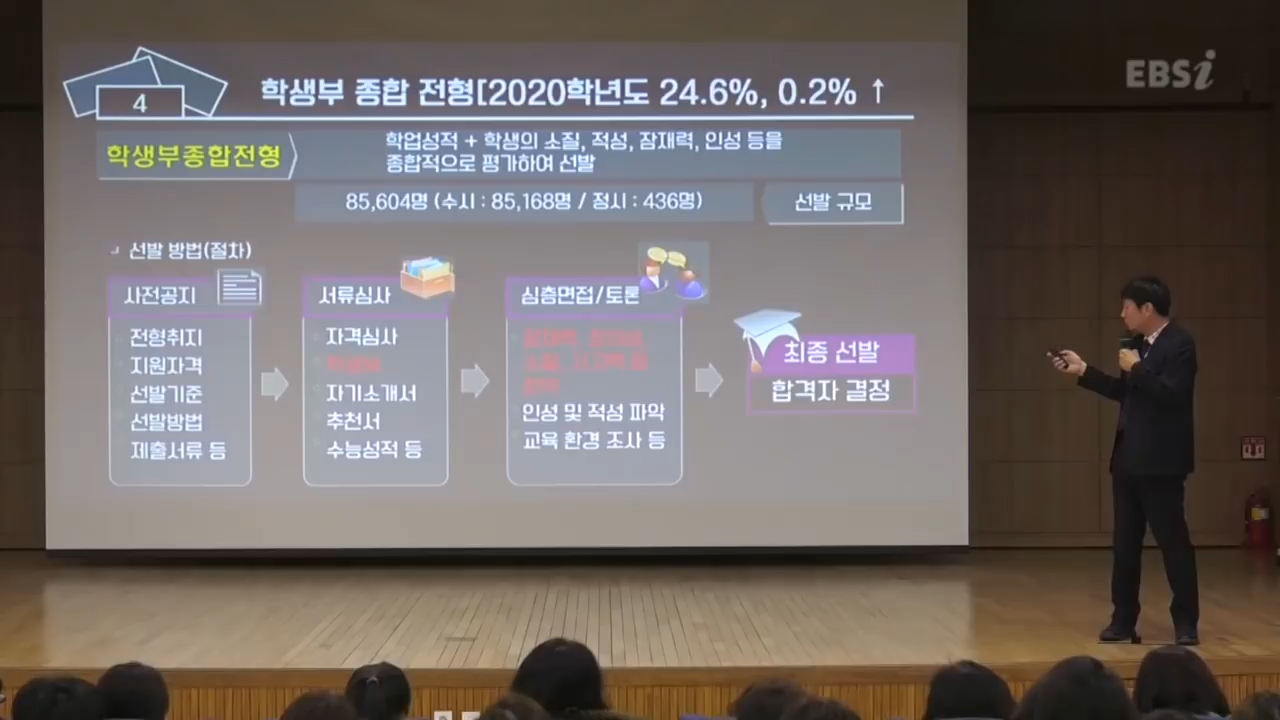 EBSi
4
학생부 종합 전형[2020학년도 24.6%, 0.2% ↑
학생부종합전형
학업성적 + 학생의 소질, 적성, 잠재력, 인성 등을
종합적으로 평가하여 선발
85,604명 (수시 : 85,168명 / 정시 : 436명)
선발 규모
선발 방법(절차)
사전공지
전형취지
지원자격
선발기준
선발방법
제출서류 등
서류심사
자격심사
자기소개서
추천서
수능성적 등
심층면접/토론
인성 및 적성 파악
교육 환경 조사 등
최종 선발
합격자 결정